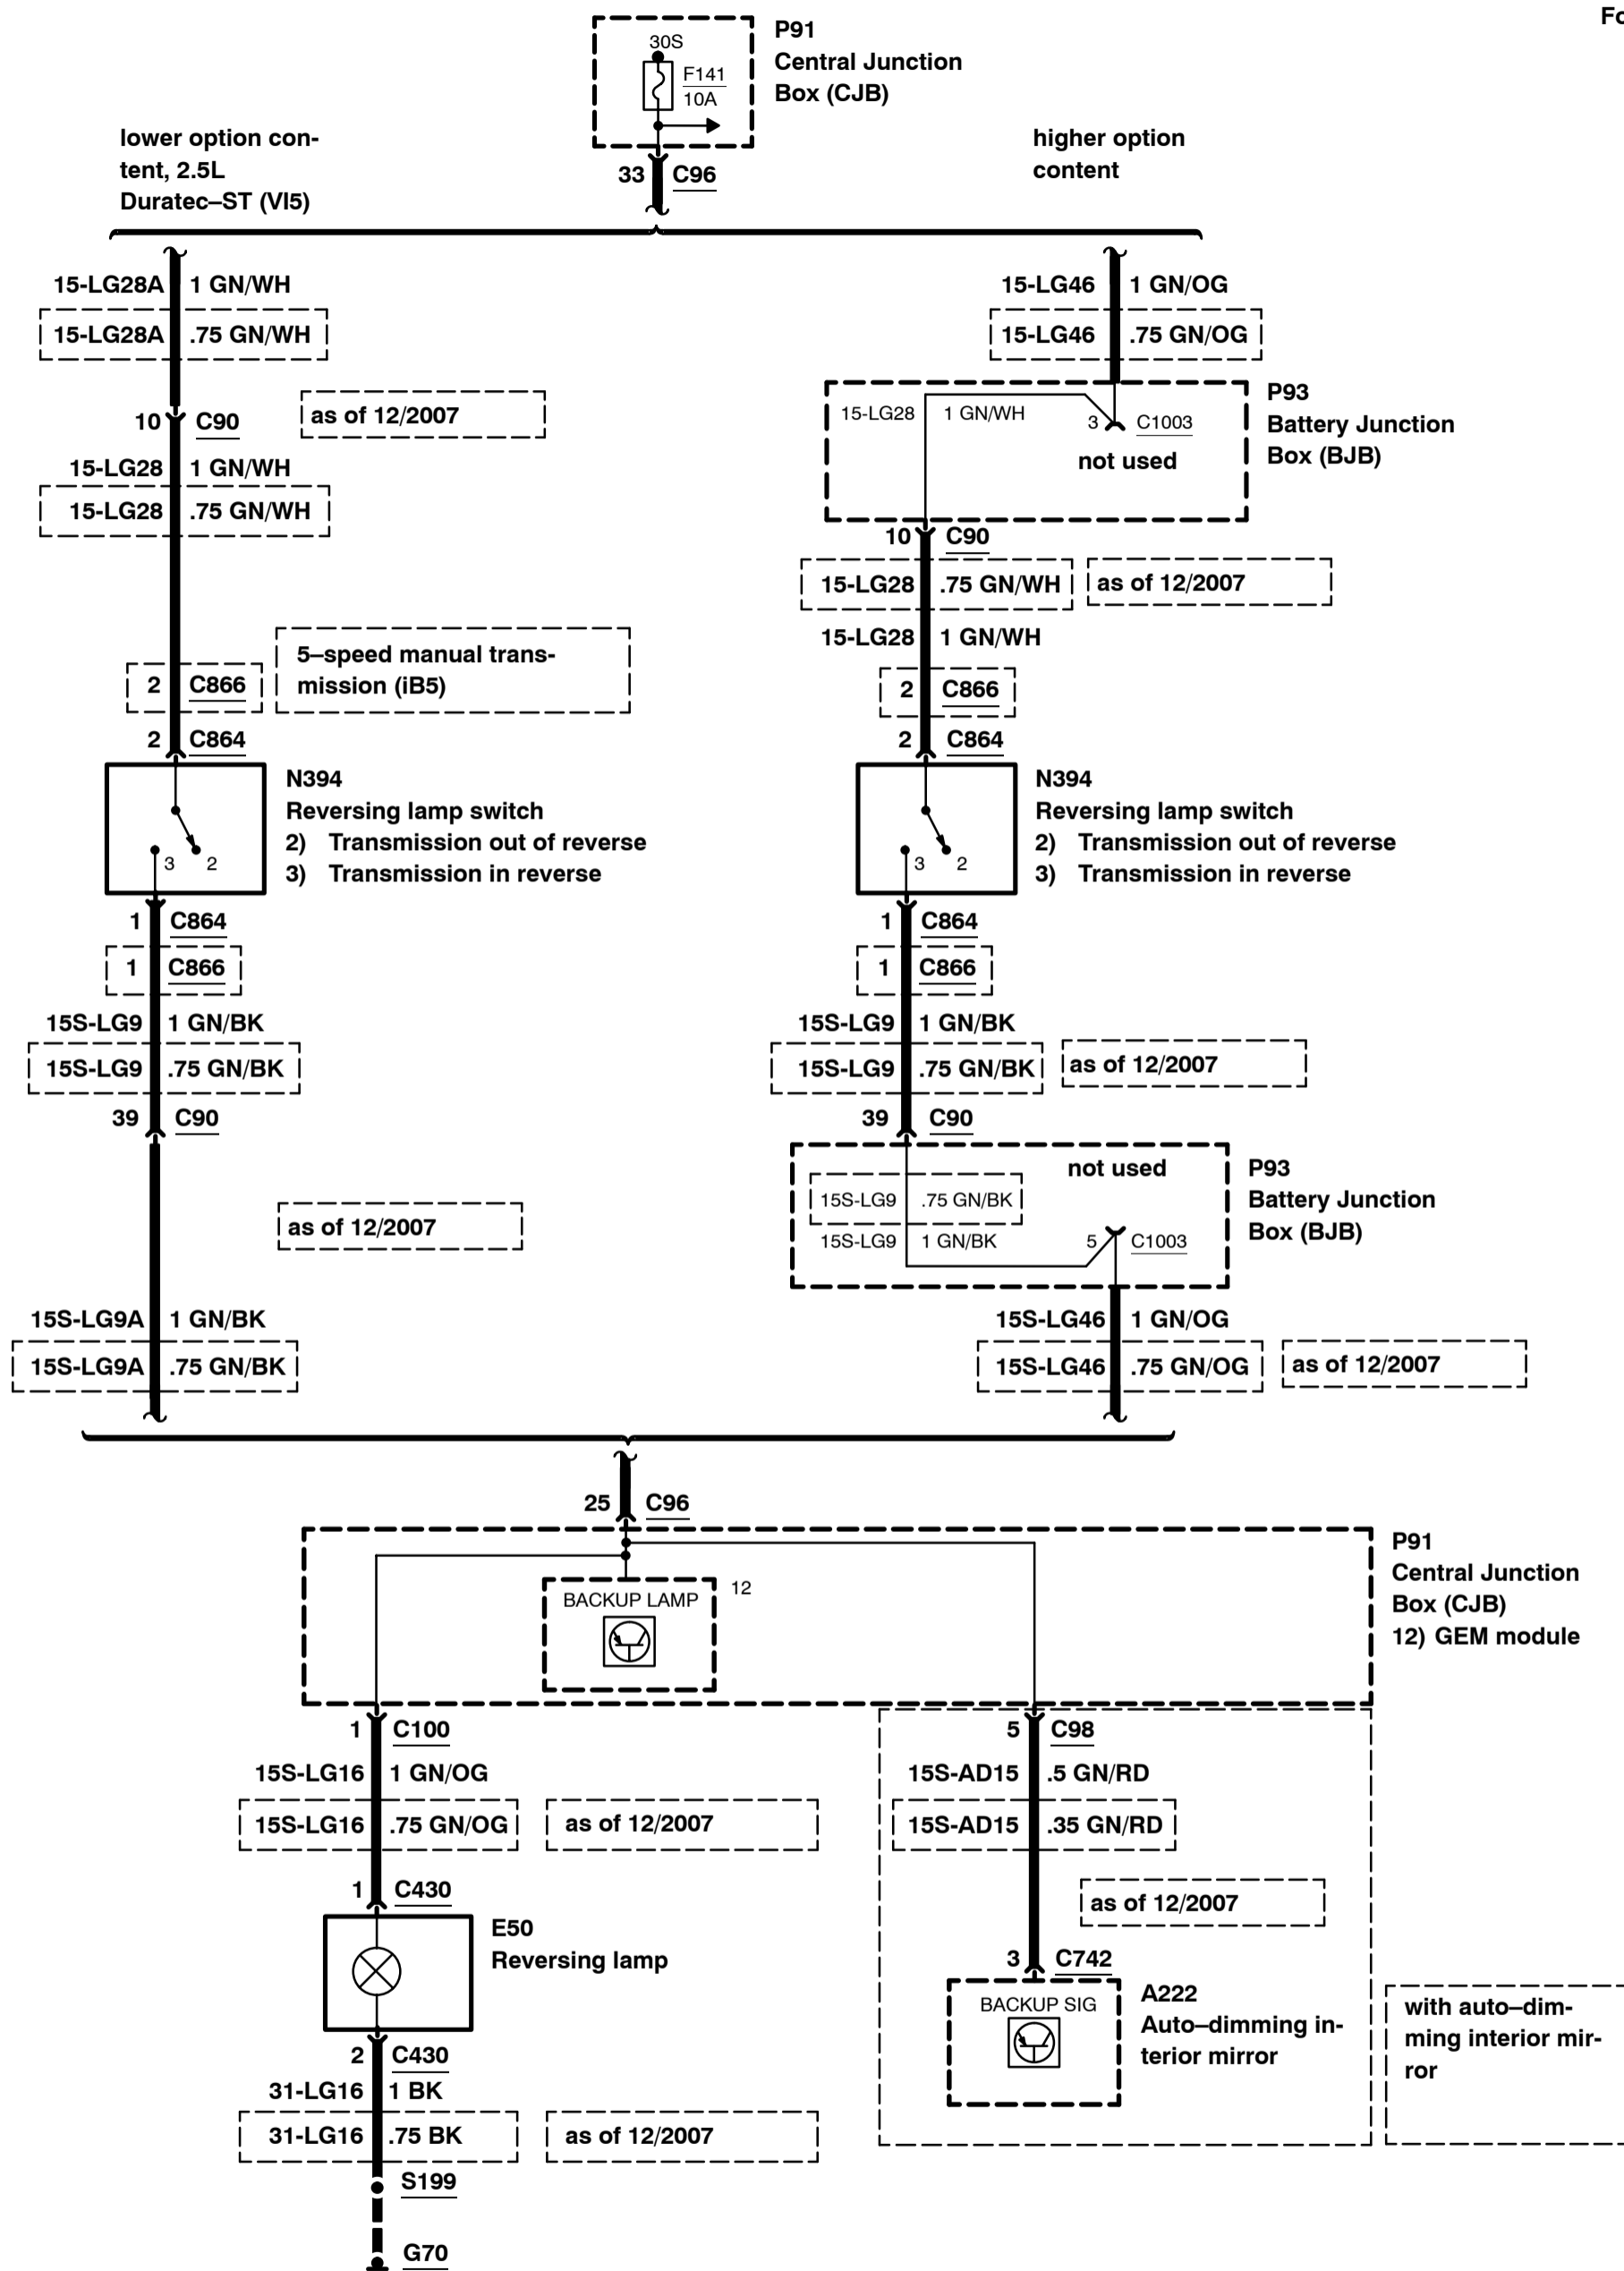 Fo
P91
Central Junction
Box (CJB)
30S
F141
10A
lower option con-
tent, 2.5L
Duratec–ST (VI5)
higher option
content
33 C96
15-LG28A 1 GN/WH
15-LG46 1 GN/OG
15-LG28A .75 GN/WH
15-LG46 .75 GN/OG
10 C90
as of 12/2007
15-LG28 1 GN/WH
3 C1003
not used
P93
Battery Junction
Box (BJB)
15-LG28 1 GN/WH
15-LG28 .75 GN/WH
10 C90
15-LG28 .75 GN/WH
as of 12/2007
15-LG28 1 GN/WH
5–speed manual trans-
mission (iB5)
2 C866
2 C866
2 C864
2 C864
N394
Reversing lamp switch
2) Transmission out of reverse
3) Transmission in reverse
3 2
N394
Reversing lamp switch
2) Transmission out of reverse
3) Transmission in reverse
3 2
1 C864
1 C864
1 C866
1 C866
15S-LG9 1 GN/BK
15S-LG9 1 GN/BK
15S-LG9 .75 GN/BK
15S-LG9 .75 GN/BK
as of 12/2007
39 C90
39 C90
not used
P93
Battery Junction
Box (BJB)
15S-LG9 .75 GN/BK
15S-LG9 1 GN/BK
5 C1003
as of 12/2007
15S-LG9A 1 GN/BK
15S-LG46 1 GN/OG
15S-LG9A .75 GN/BK
15S-LG46 .75 GN/OG
as of 12/2007
25 C96
P91
Central Junction
Box (CJB)
12) GEM module
BACKUP LAMP
12
1 C100
5 C98
15S-LG16 1 GN/OG
15S-AD15 .5 GN/RD
15S-LG16 .75 GN/OG
as of 12/2007
15S-AD15 .35 GN/RD
1 C430
as of 12/2007
E50
Reversing lamp
3 C742
BACKUP SIG
A222
Auto–dimming in-
terior mirror
with auto–dim-
ming interior mir-
ror
2 C430
31-LG16 1 BK
31-LG16 .75 BK
as of 12/2007
S199
G70